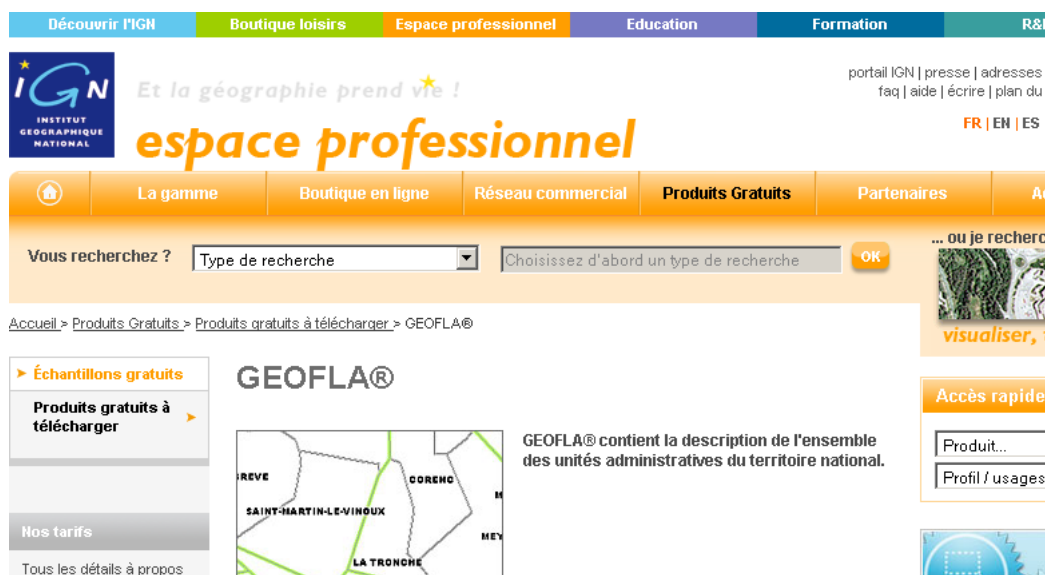 Découvrir l'IGN Boutique loisirs Espace professionnel Education Formation
portail IGN | presse | adresses
faq | aide | écrire | plan du
FR | EN | ES
IGN
INSTITUT
GEOGRAPHIQUE
NATIONAL
Et la géographie prend vie !
espace professionnel
La gamme Boutique en ligne Réseau commercial Produits Gratuits Partenaires
Vous recherchez ? Type de recherche Choisissez d'abord un type de recherche OK
... ou je recherc
visualiser,
Accueil > Produits Gratuits > Produits gratuits à télécharger > GEOFLA®
Échantillons gratuits
Produits gratuits à
télécharger
Nos tarifs
Tous les détails à propos
GEOFLA®
REVE
CORENC
SAINT-MARTIN-LE-VINOUX
MEY
LA TRONCHE
GEOFLA® contient la description de l'ensemble
des unités administratives du territoire national.
Accès rapide
Produit...
Profil / usages